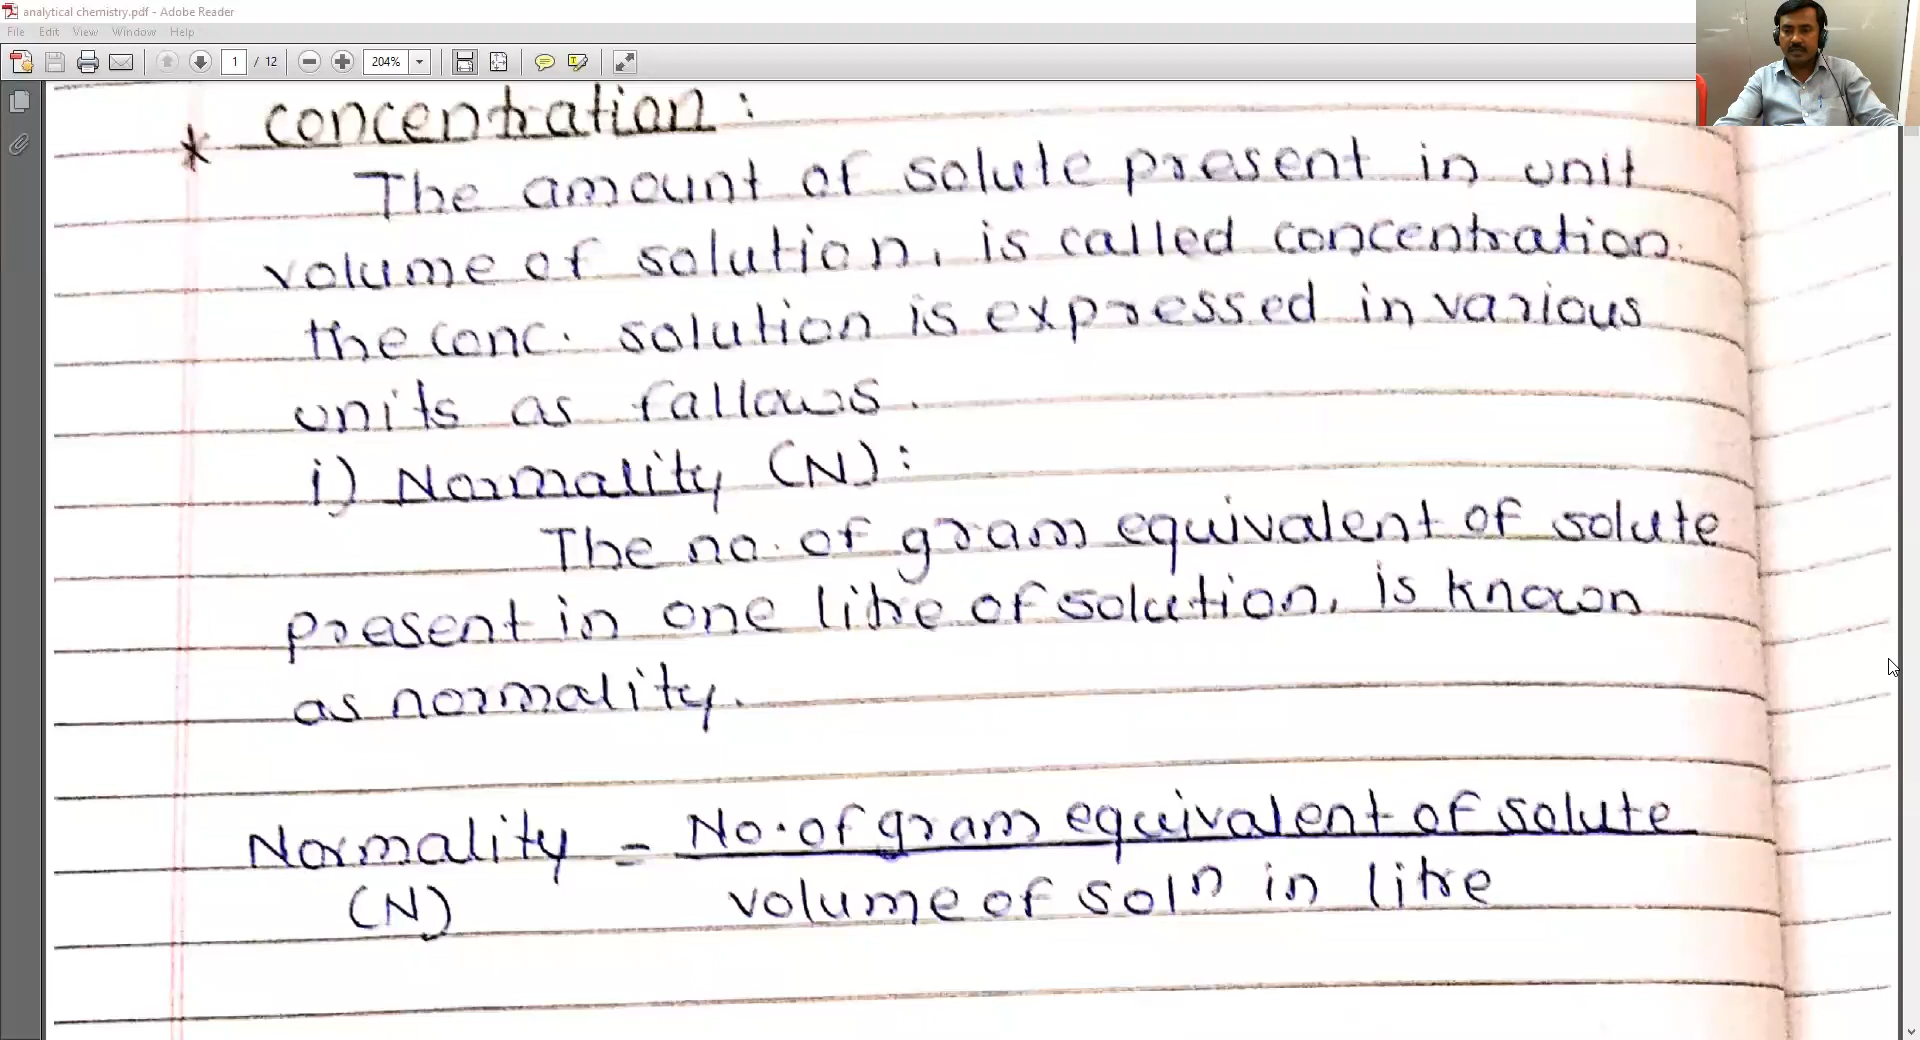 analytical chemistry.pdf - Adobe Reader
File Edit View Window Help
1 / 12 204%
* concentration :
The amount of solute present in unit
volume of solution, is called concentration.
the conc. solution is expressed in various
units as fallows.
i) Normality (N) :
The no. of gram equivalent of solute
present in one litre of solution, is known
as normality.
Normality = No. of gram equivalent of solute
(N) volume of solⁿ in litre